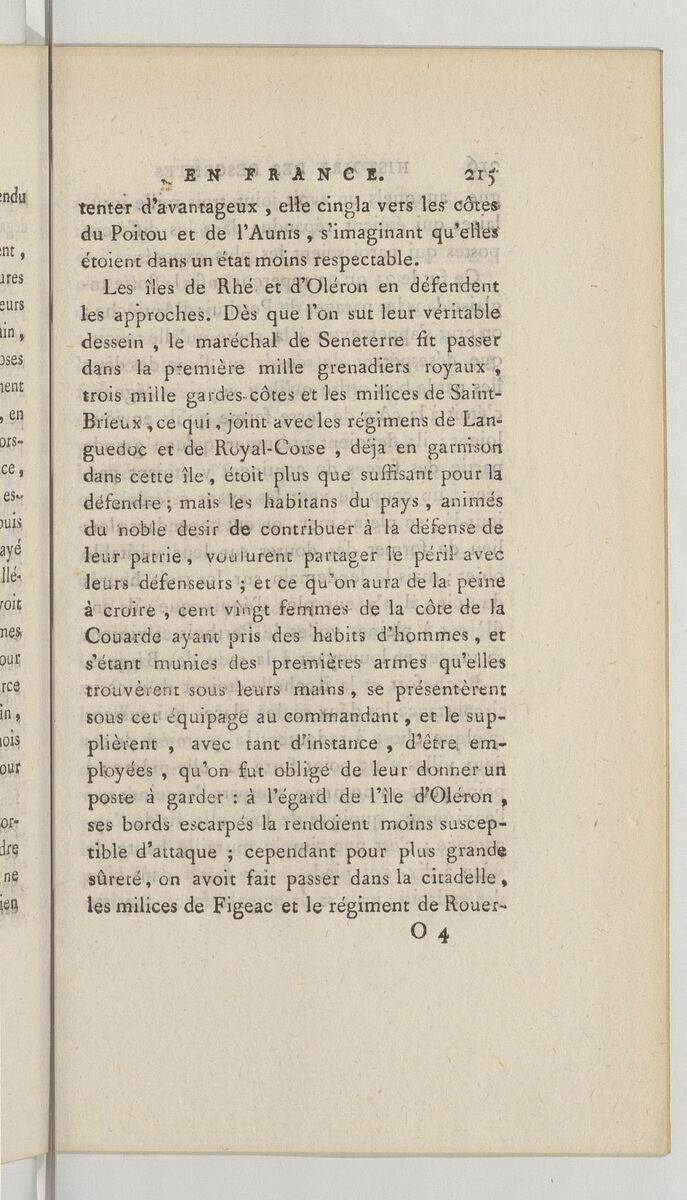 EN FRANCE. 215
tenter d'avantageux, elle cingla vers les côtes
du Poitou et de l'Aunis, s'imaginant qu'elles
étoient dans un état moins respectable.
Les îles de Rhé et d'Oléron en défendent
les approches. Dès que l'on sut leur véritable
dessein, le maréchal de Seneterre fit passer
dans la première mille grenadiers royaux,
trois mille gardes-côtes et les milices de Saint-
Brieux, ce qui, joint avec les régimens de Lan-
guedoc et de Royal-Corse, déja en garnison
dans cette île, étoit plus que suffisant pour la
défendre; mais les habitans du pays, animés
du noble desir de contribuer à la défense de
leur patrie, voulurent partager le péril avec
leurs défenseurs; et ce qu'on aura de la peine
à croire, cent vingt femmes de la côte de la
Couarde ayant pris des habits d'hommes, et
s'étant munies des premières armes qu'elles
trouvèrent sous leurs mains, se présentèrent
sous cet équipage au commandant, et le sup-
plièrent, avec tant d'instance, d'être em-
ployées, qu'on fut obligé de leur donner un
poste à garder : à l'égard de l'île d'Oléron,
ses bords escarpés la rendoient moins suscep-
tible d'attaque; cependant pour plus grande
sûreté, on avoit fait passer dans la citadelle,
les milices de Figeac et le régiment de Rouer-
O 4